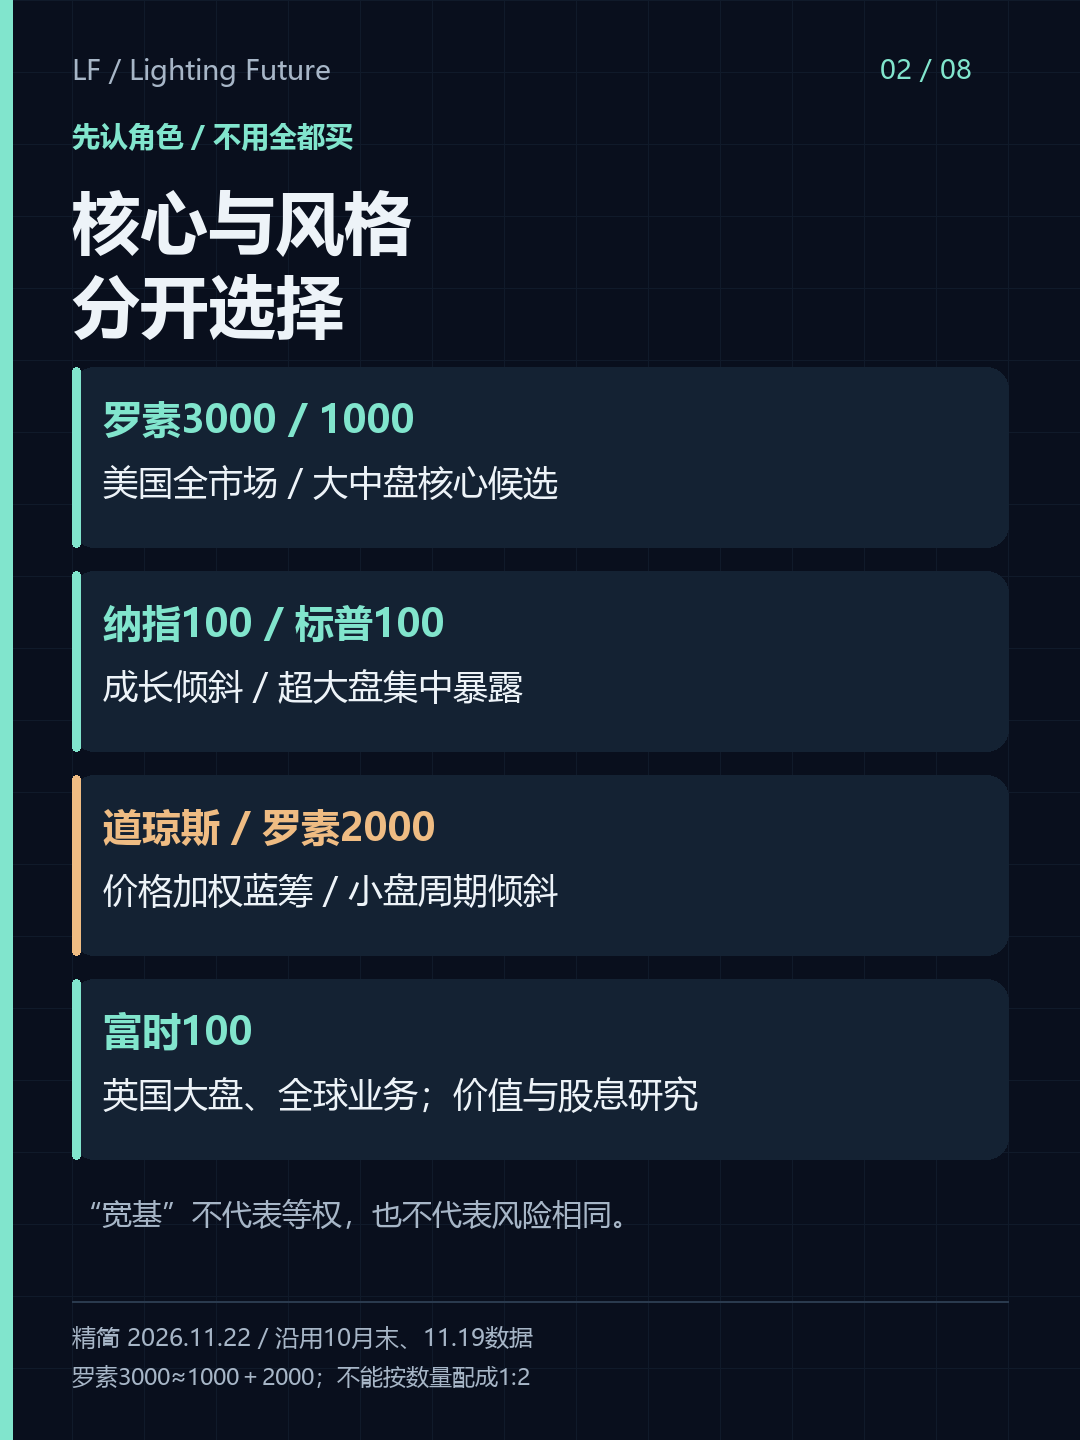 LF / Lighting Future
02 / 08
先认角色 / 不用全都买
核心与风格
分开选择
罗素3000 / 1000
美国全市场 / 大中盘核心候选
纳指100 / 标普100
成长倾斜 / 超大盘集中暴露
道琼斯 / 罗素2000
价格加权蓝筹 / 小盘周期倾斜
富时100
英国大盘、全球业务；价值与股息研究
“宽基”不代表等权，也不代表风险相同。
精简 2026.11.22 / 沿用10月末、11.19数据
罗素3000≈1000＋2000；不能按数量配成1:2